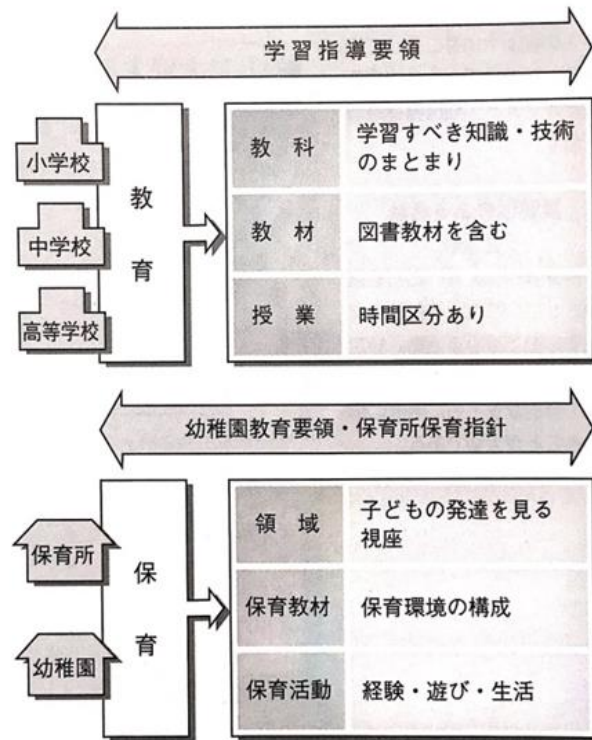 学習指導要領
小学校
中学校
高等学校
教育
教科
学習すべき知識・技術
のまとまり
教材
図書教材を含む
授業
時間区分あり
幼稚園教育要領・保育所保育指針
保育所
幼稚園
保育
領域
子どもの発達を見る
視座
保育教材
保育環境の構成
保育活動
経験・遊び・生活